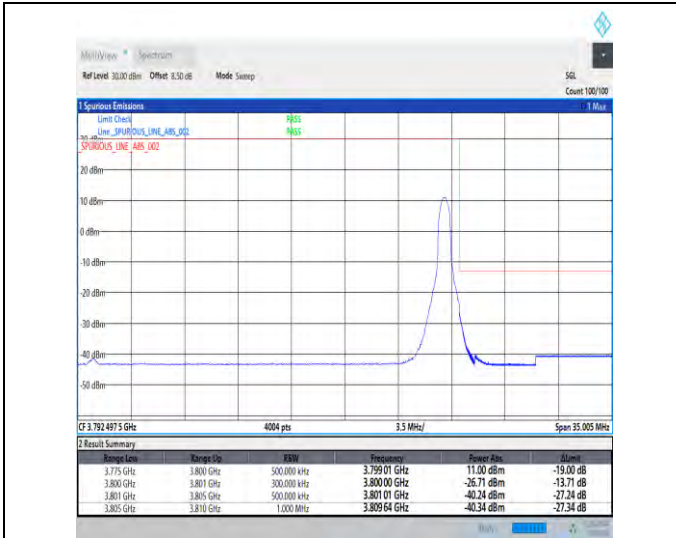 MultiView Spectrum
Ref Level 30.00 dBm Offset 8.50 dB Mode Sweep SGL
Count 100/100
1 Spurious Emissions 1 Max
Limit Check PASS
Line _SPURIOUS_LINE_ABS_002 PASS
_SPURIOUS_LINE_ABS_002
20 dBm
10 dBm
0 dBm
-10 dBm
-20 dBm
-30 dBm
-40 dBm
-50 dBm
CF 3.792 497 5 GHz 4004 pts 3.5 MHz/ Span 35.005 MHz
2 Result Summary
Range Low Range Up RBW Frequency Power Abs ΔLimit
3.775 GHz 3.800 GHz 500.000 kHz 3.799 01 GHz 11.00 dBm -19.00 dB
3.800 GHz 3.801 GHz 300.000 kHz 3.800 00 GHz -26.71 dBm -13.71 dB
3.801 GHz 3.805 GHz 500.000 kHz 3.801 01 GHz -40.24 dBm -27.24 dB
3.805 GHz 3.810 GHz 1.000 MHz 3.809 64 GHz -40.34 dBm -27.34 dB